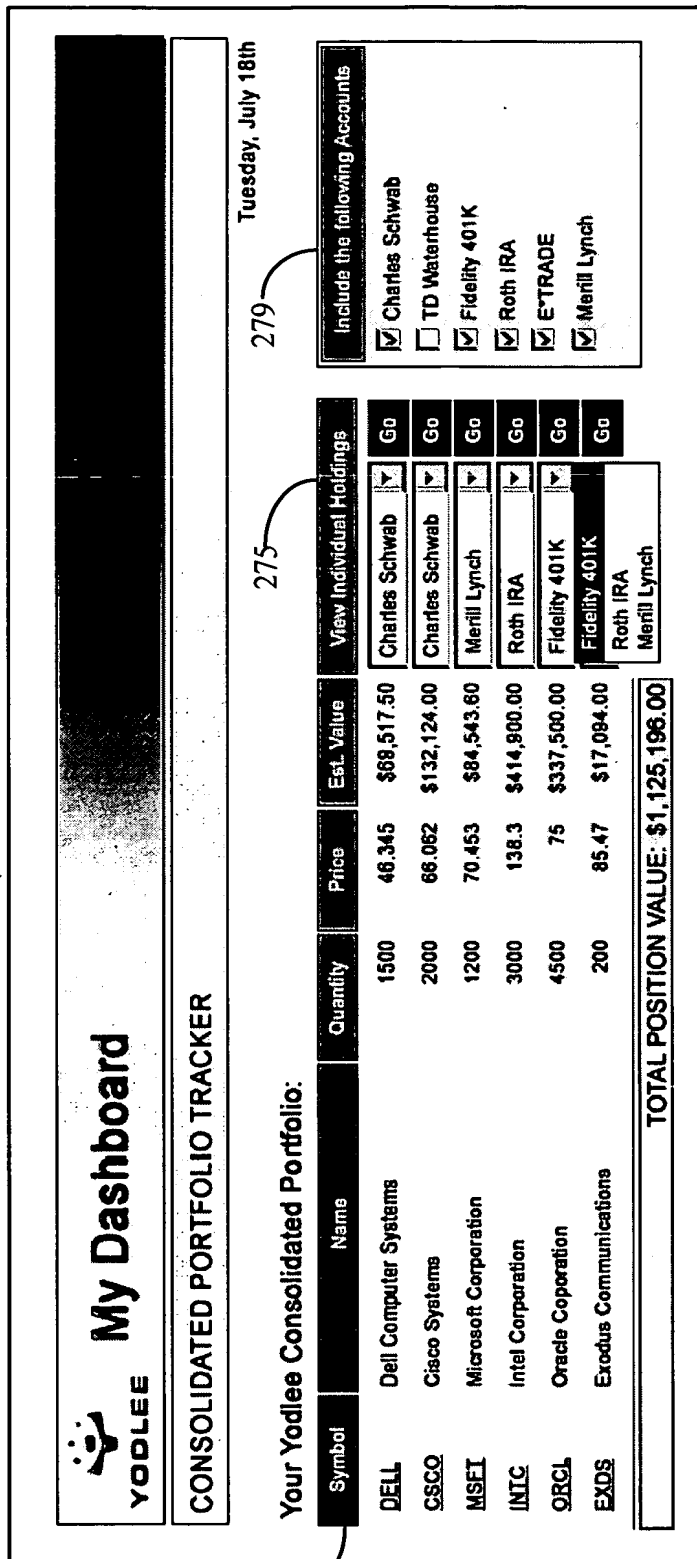 YODLEE
My Dashboard
CONSOLIDATED PORTFOLIO TRACKER
Tuesday, July 18th
Your Yodlee Consolidated Portfolio:
275
279
Symbol Name Quantity Price Est. Value View Individual Holdings
DELL Dell Computer Systems 1500 46.345 $69,517.50 Charles Schwab Go
CSCO Cisco Systems 2000 66.062 $132,124.00 Charles Schwab Go
MSFT Microsoft Corporation 1200 70.453 $84,543.60 Merill Lynch Go
INTC Intel Corporation 3000 138.3 $414,900.00 Roth IRA Go
ORCL Oracle Coporation 4500 75 $337,500.00 Fidelity 401K Go
EXDS Exodus Communications 200 85.47 $17,094.00 Fidelity 401K Go
Roth IRA
Merill Lynch
TOTAL POSITION VALUE: $1,125,196.00
Include the following Accounts
Charles Schwab
TD Waterhouse
Fidelity 401K
Roth IRA
E*TRADE
Merill Lynch